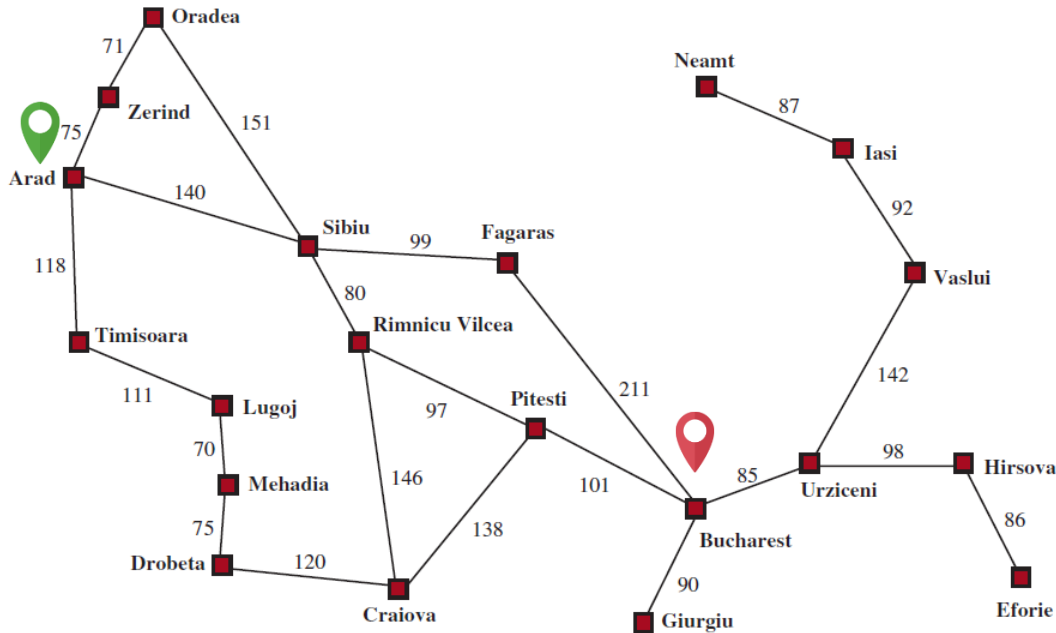 Oradea
71
Neamt
Zerind
87
75
151
Iasi
Arad
140
92
Sibiu
Fagaras
99
118
Vaslui
80
Timisoara
Rimnicu Vilcea
142
111
211
Pitesti
Lugoj
97
70
98
Hirsova
85
Mehadia
146
101
Urziceni
86
75
138
Bucharest
Drobeta
120
90
Craiova
Giurgiu
Eforie